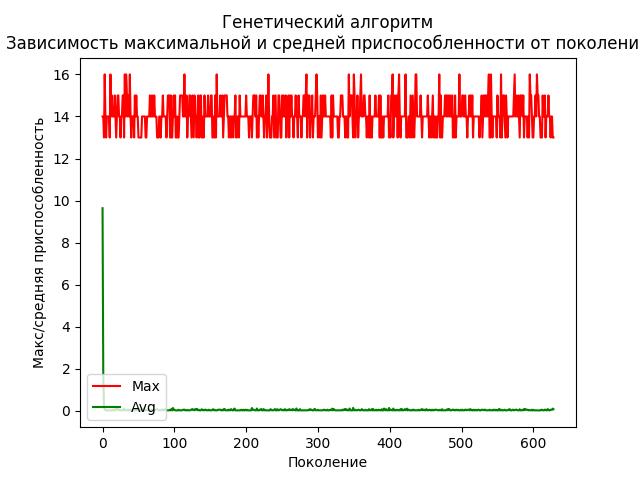 Генетический алгоритм
Зависимость максимальной и средней приспособленности от поколени
Макс/средняя приспособленность
16
14
12
10
8
6
4
2
0
Max
Avg
0 100 200 300 400 500 600
Поколение